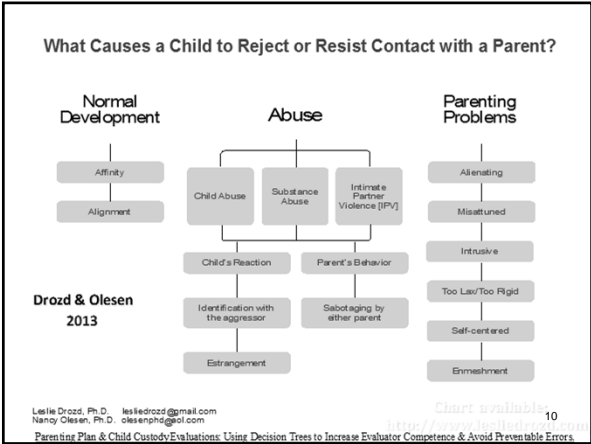 What Causes a Child to Reject or Resist Contact with a Parent?
Normal
Development
Affinity
Alignment
Abuse
Child Abuse
Substance
Abuse
Intimate
Partner
Violence [IPV]
Child's Reaction
Identification with
the aggressor
Estrangement
Parent's Behavior
Sabotaging by
either parent
Parenting
Problems
Alienating
Misattuned
Intrusive
Too Lax/Too Rigid
Self-centered
Enmeshment
Drozd & Olesen
2013
Leslie Drozd, Ph.D. lesliedrozd@gmail.com
Nancy Olesen, Ph.D. olesenphd@aol.com
10
Chart available:
http://www.lesliedrozd.com
Parenting Plan & Child Custody Evaluations: Using Decision Trees to Increase Evaluator Competence & Avoid Preventable Errors.